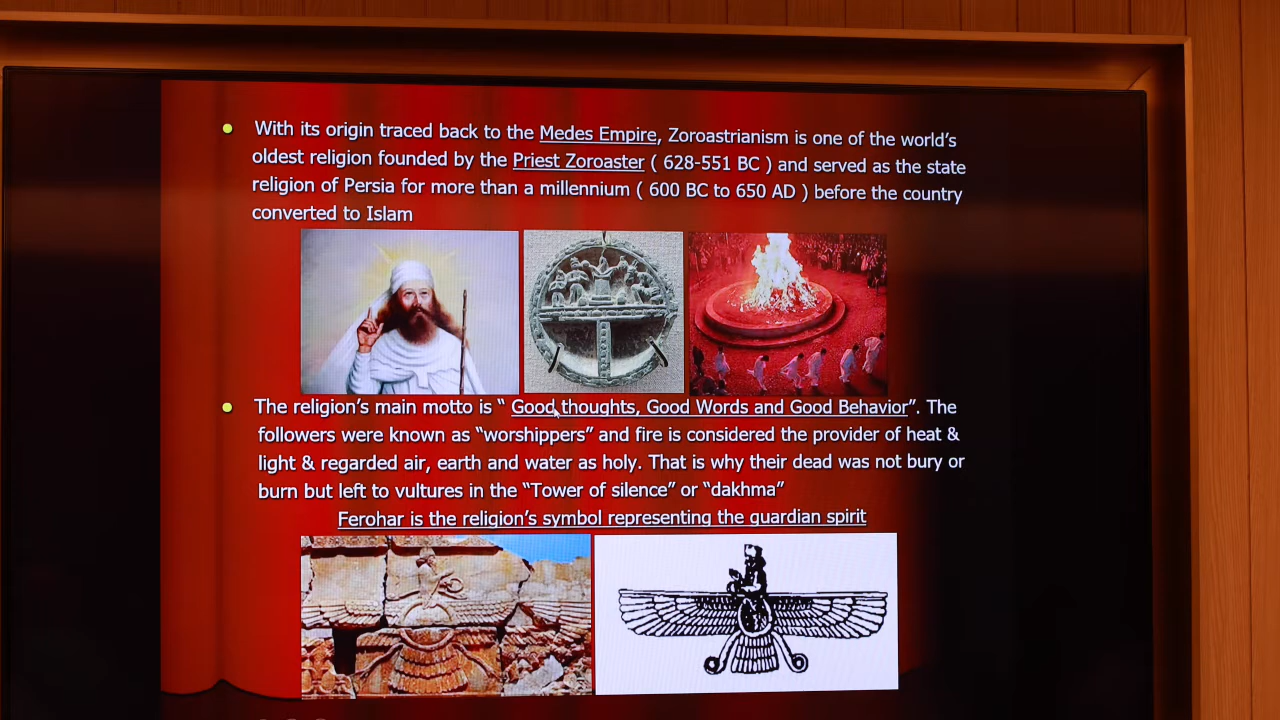 With its origin traced back to the Medes Empire, Zoroastrianism is one of the world's
oldest religion founded by the Priest Zoroaster ( 628-551 BC ) and served as the state
religion of Persia for more than a millennium ( 600 BC to 650 AD ) before the country
converted to Islam
The religion's main motto is " Good thoughts, Good Words and Good Behavior". The
followers were known as "worshippers" and fire is considered the provider of heat &
light & regarded air, earth and water as holy. That is why their dead was not bury or
burn but left to vultures in the "Tower of silence" or "dakhma"
Ferohar is the religion's symbol representing the guardian spirit